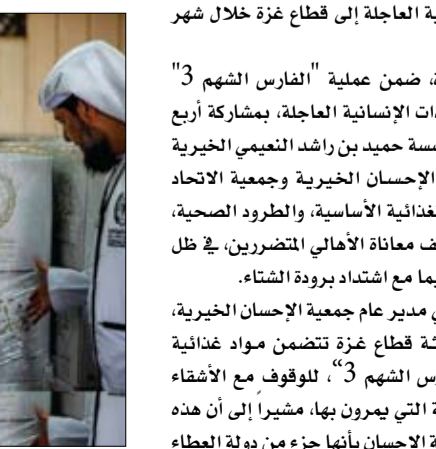 ية العاجلة إلى قطاع غزة خلال شهر
ة، ضمن عملية "الفارس الشهم 3"
دات الإنسانية العاجلة، بمشاركة أربع
سسة حميد بن راشد النعيمي الخيرية
الإحسان الخيرية وجمعية الاتحاد
لغذائية الأساسية، والطرود الصحية،
ف معاناة الأهالي المتضررين، في ظل
يما مع اشتداد برودة الشتاء.
ي مدير عام جمعية الإحسان الخيرية،
ثة قطاع غزة تتضمن مواد غذائية
رس الشهم 3“، للوقوف مع الأشقاء
ة التي يمرون بها، مشيراً إلى أن هذه
ة الإحسان بأنها جزء من دولة العطاء